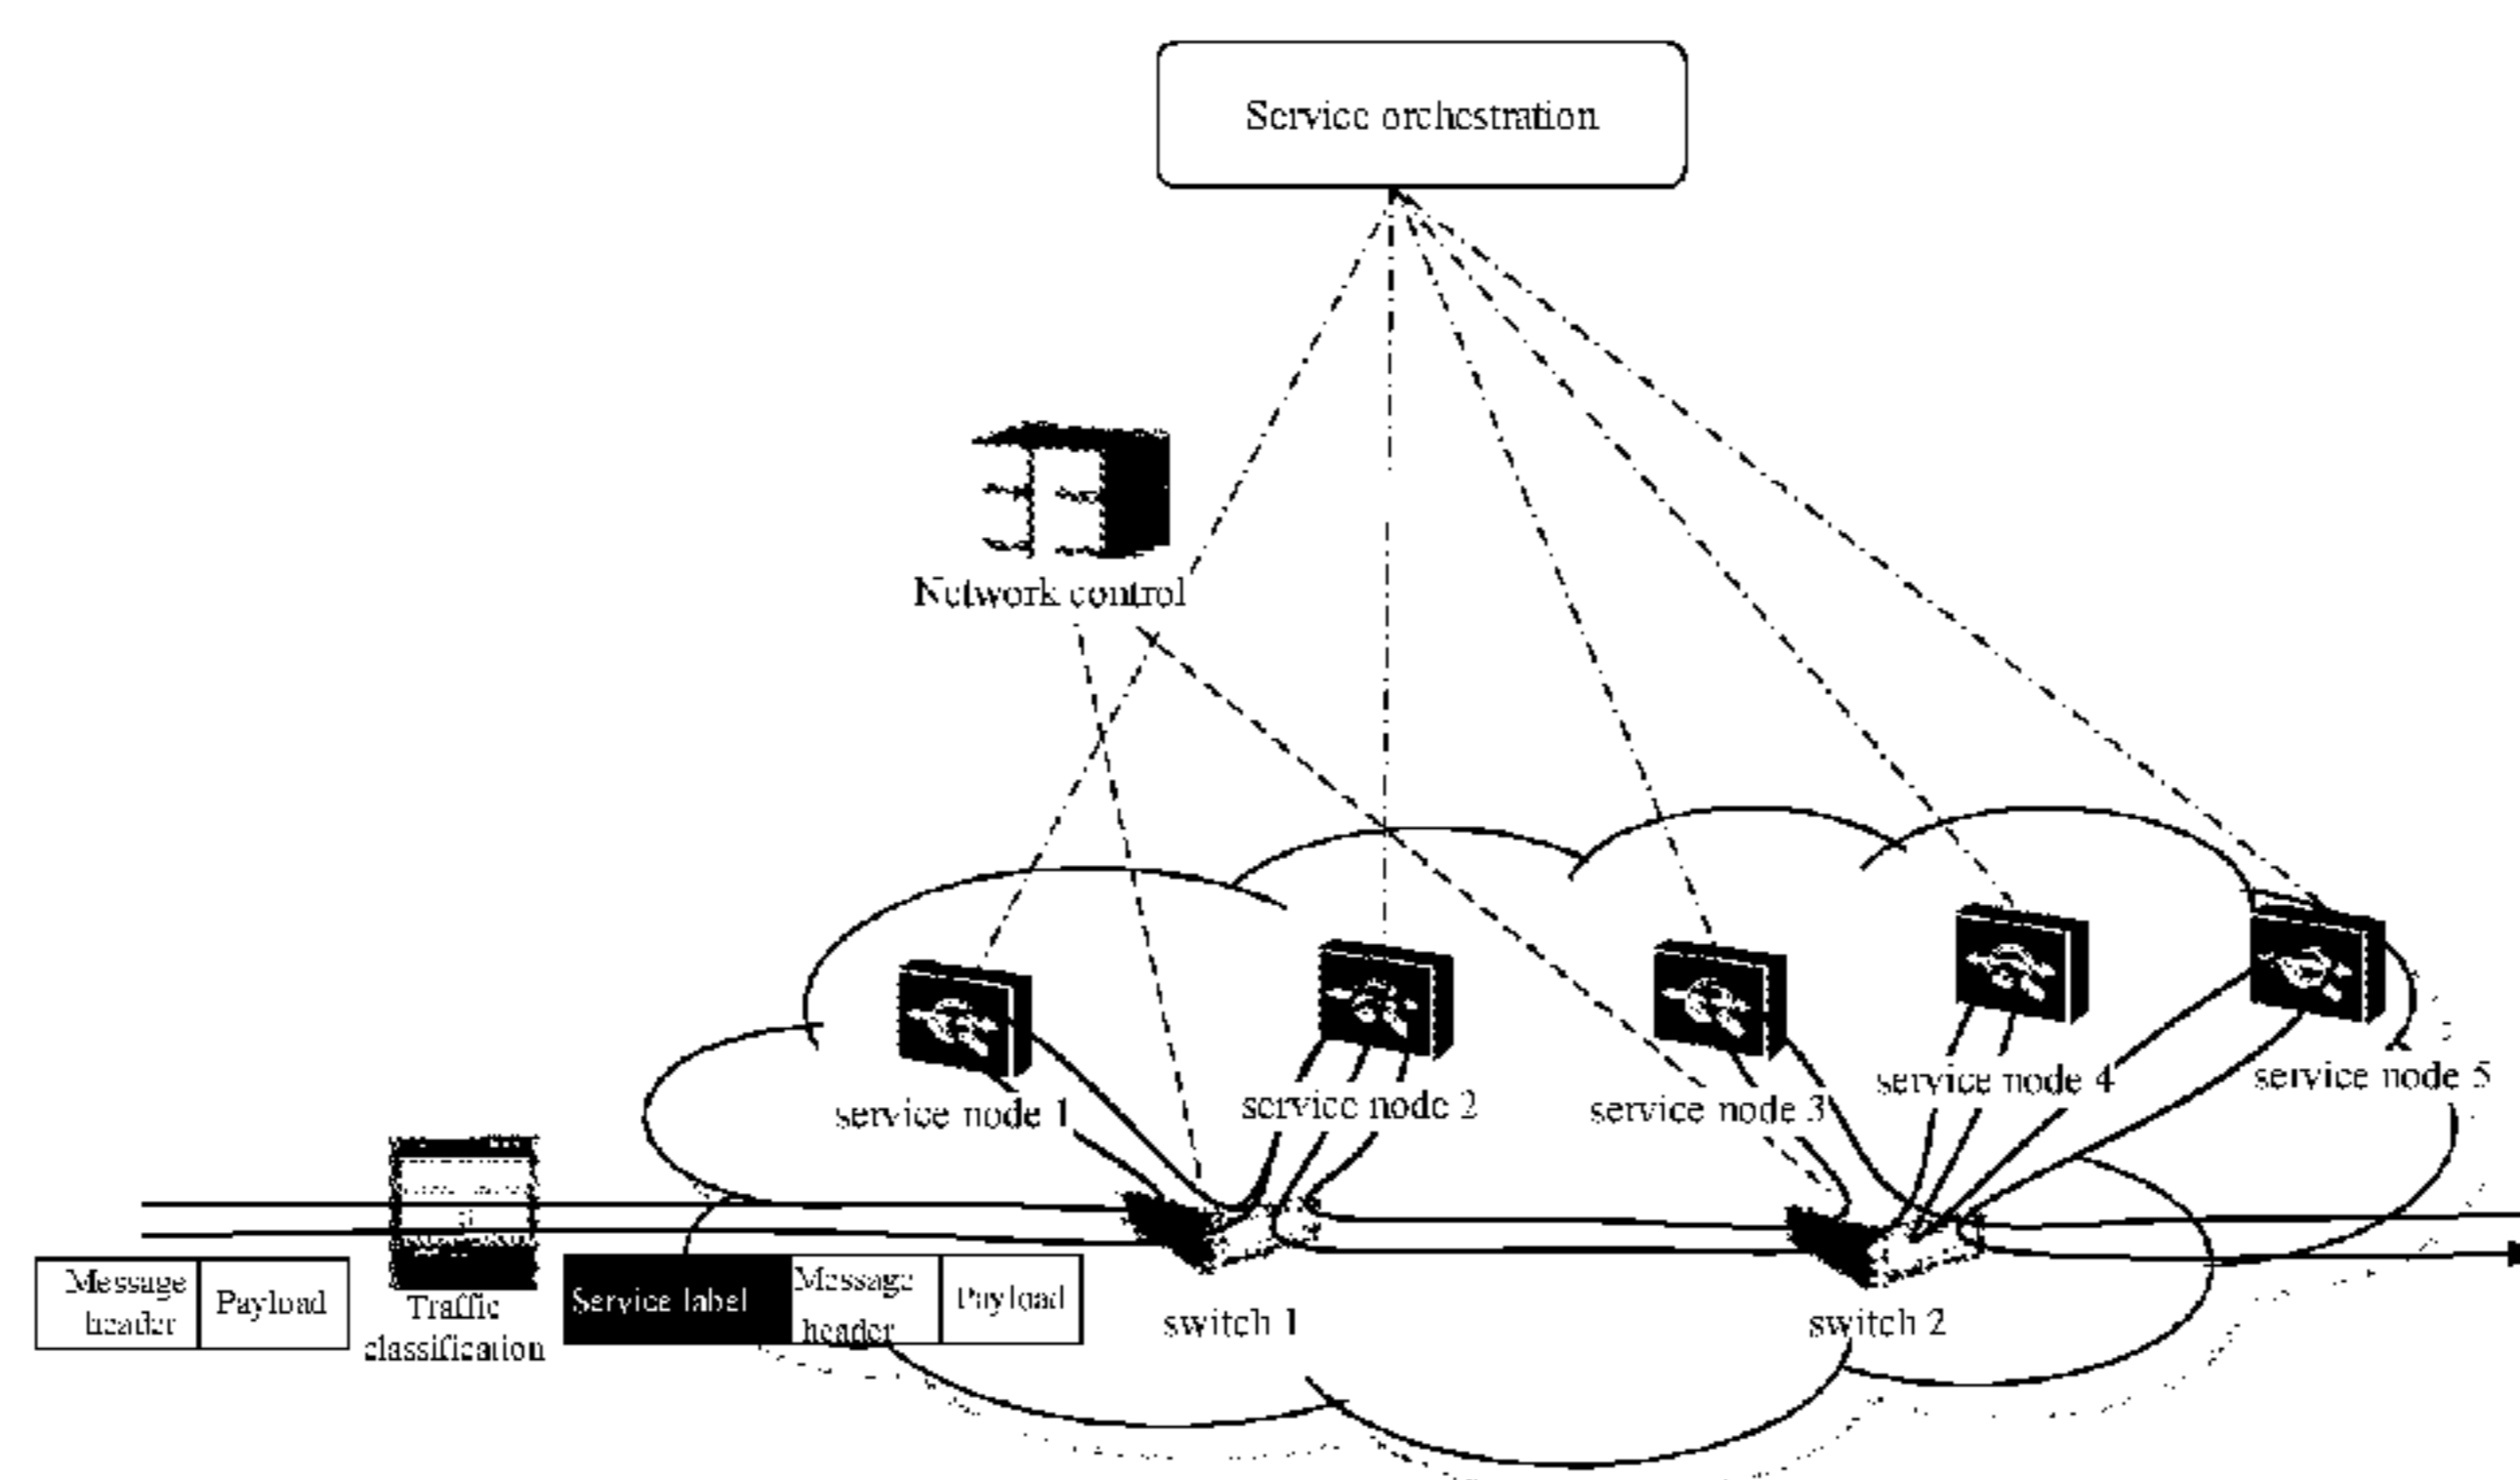 Service orchestration
Network control
service node 1
service node 2
service node 3
service node 4
service node 5
Message
header
Payload
Traffic
classification
Service label
Message
header
Payload
switch 1
switch 2